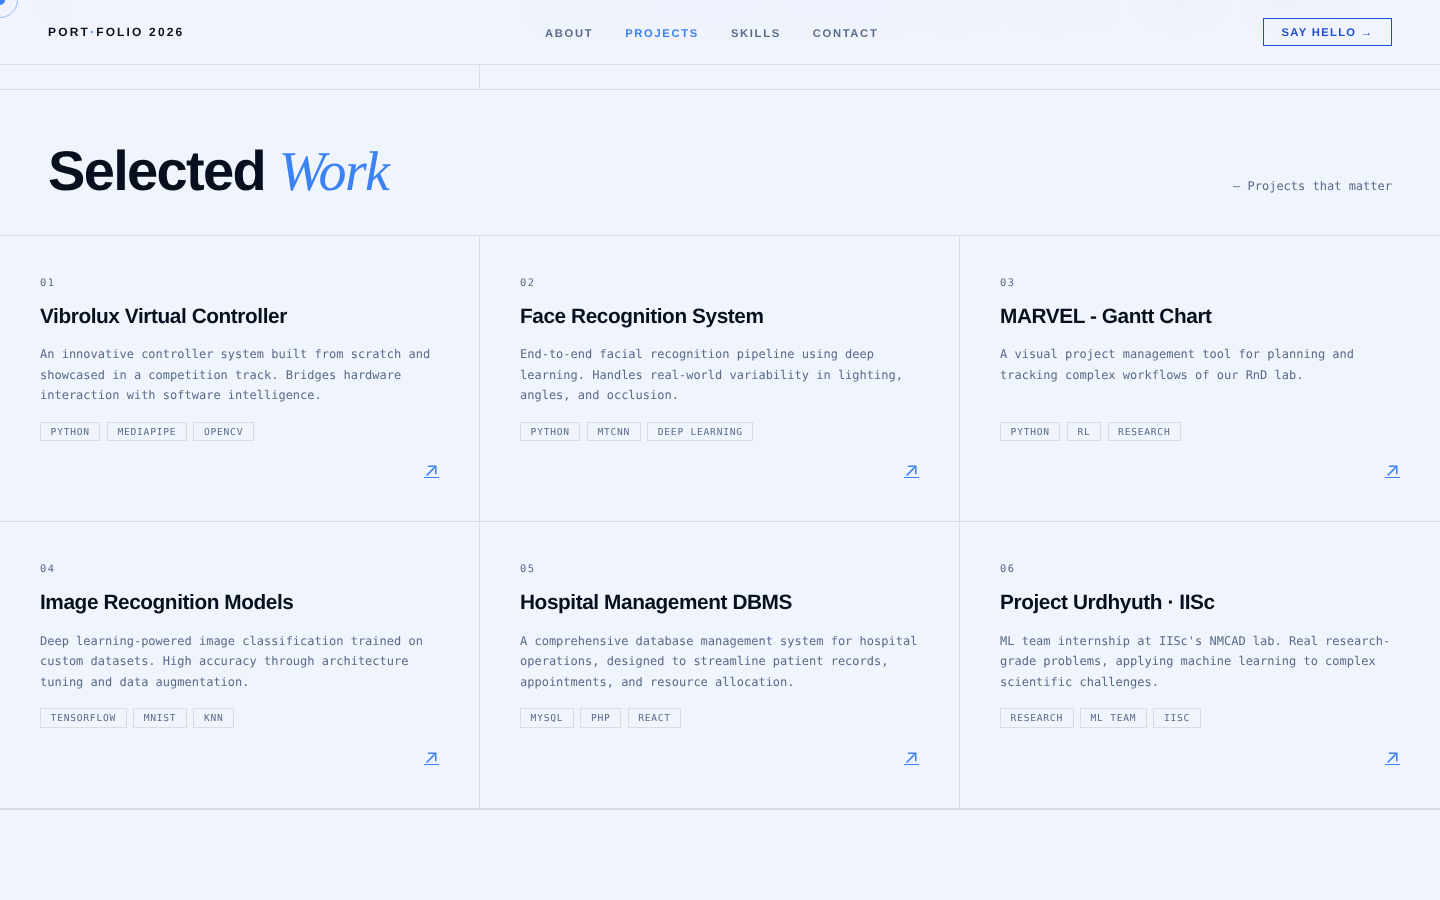 PORT·FOLIO 2026
ABOUT PROJECTS SKILLS CONTACT
SAY HELLO →
Selected Work
— Projects that matter
01
Vibrolux Virtual Controller
An innovative controller system built from scratch and
showcased in a competition track. Bridges hardware
interaction with software intelligence.
PYTHON MEDIAPIPE OPENCV
↗
02
Face Recognition System
End-to-end facial recognition pipeline using deep
learning. Handles real-world variability in lighting,
angles, and occlusion.
PYTHON MTCNN DEEP LEARNING
↗
03
MARVEL - Gantt Chart
A visual project management tool for planning and
tracking complex workflows of our RnD lab.
PYTHON RL RESEARCH
↗
04
Image Recognition Models
Deep learning-powered image classification trained on
custom datasets. High accuracy through architecture
tuning and data augmentation.
TENSORFLOW MNIST KNN
↗
05
Hospital Management DBMS
A comprehensive database management system for hospital
operations, designed to streamline patient records,
appointments, and resource allocation.
MYSQL PHP REACT
↗
06
Project Urdhyuth · IISc
ML team internship at IISc's NMCAD lab. Real research-
grade problems, applying machine learning to complex
scientific challenges.
RESEARCH ML TEAM IISC
↗